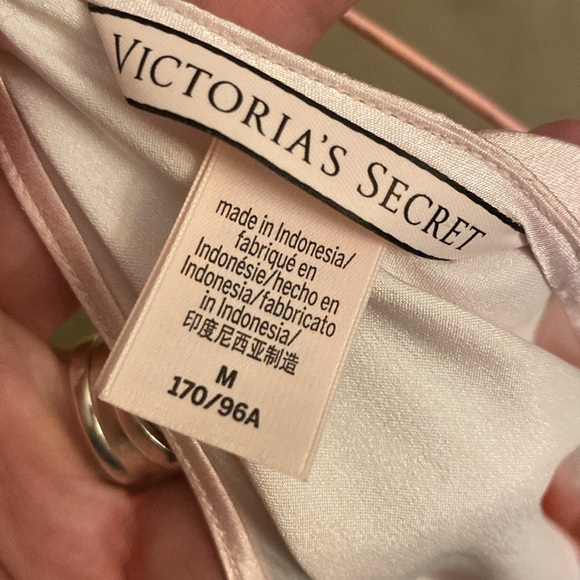 VICTORIA'S SECRET
made in Indonesia/
fabriqué en
Indonésie/hecho en
Indonesia/fabbricato
in Indonesia/
印度尼西亚制造
M
170/96A